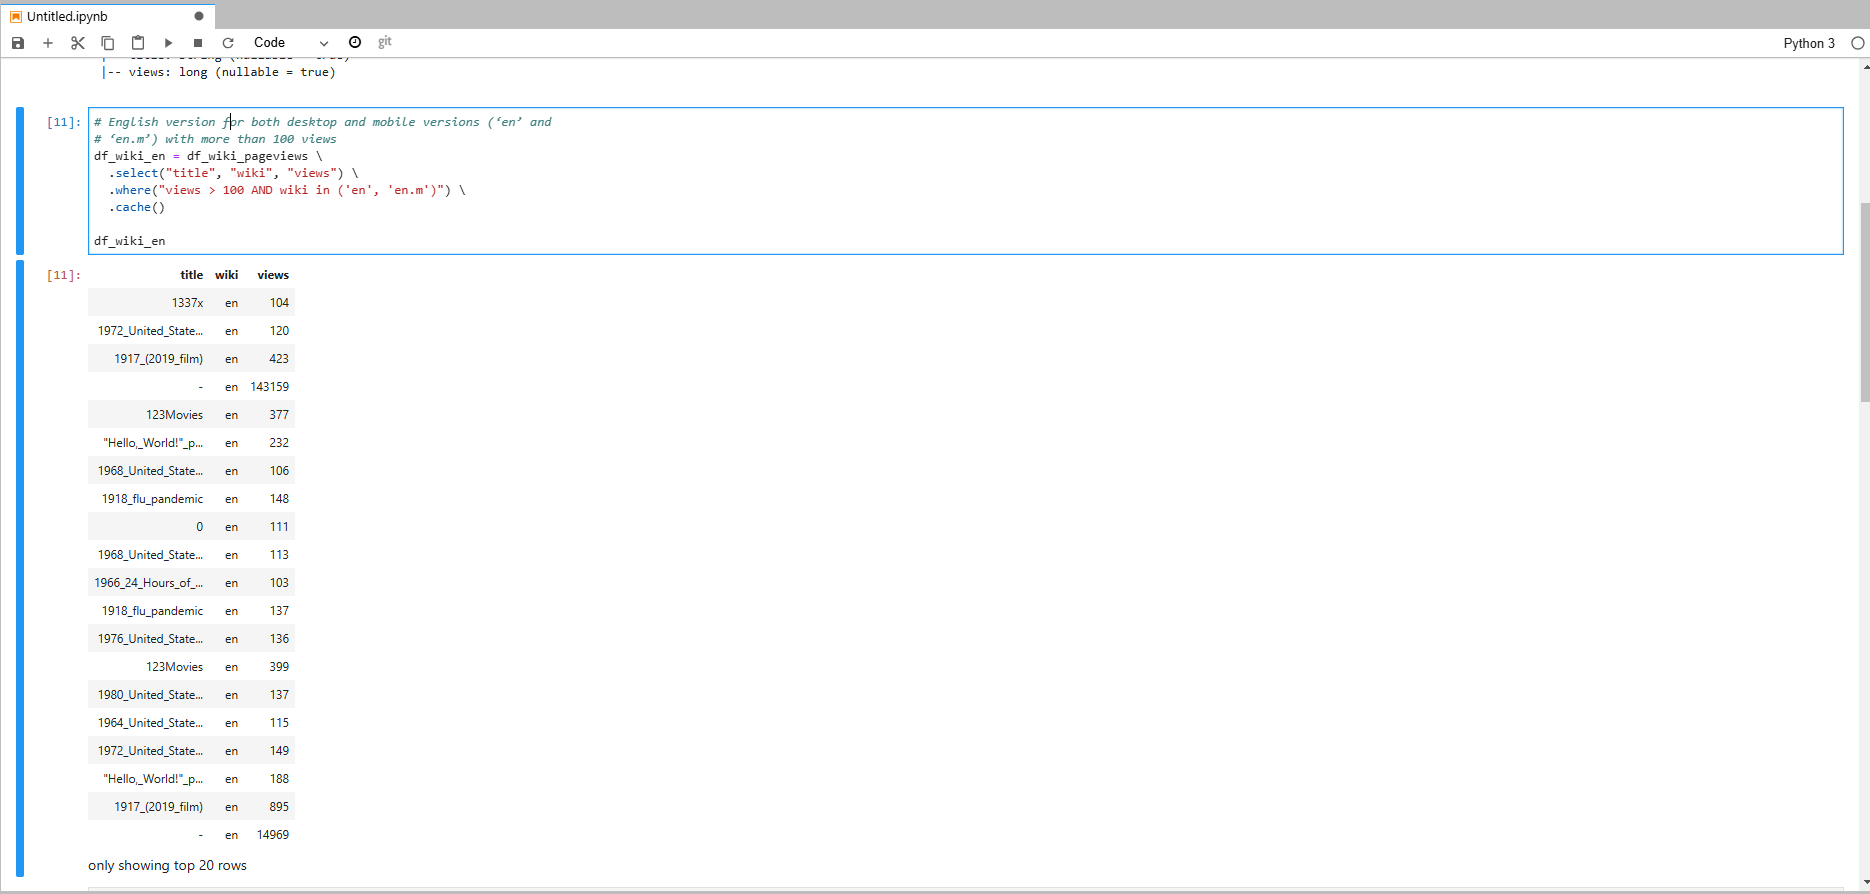 Untitled.ipynb
Code
git
Python 3
|-- views: long (nullable = true)
[11]:
# English version for both desktop and mobile versions (‘en’ and
# ‘en.m’) with more than 100 views
df_wiki_en = df_wiki_pageviews \
.select("title", "wiki", "views") \
.where("views > 100 AND wiki in ('en', 'en.m')") \
.cache()
df_wiki_en
[11]:
title wiki views
1337x en 104
1972_United_State... en 120
1917_(2019_film) en 423
- en 143159
123Movies en 377
"Hello,_World!"_p... en 232
1968_United_State... en 106
1918_flu_pandemic en 148
0 en 111
1968_United_State... en 113
1966_24_Hours_of_... en 103
1918_flu_pandemic en 137
1976_United_State... en 136
123Movies en 399
1980_United_State... en 137
1964_United_State... en 115
1972_United_State... en 149
"Hello,_World!"_p... en 188
1917_(2019_film) en 895
- en 14969
only showing top 20 rows